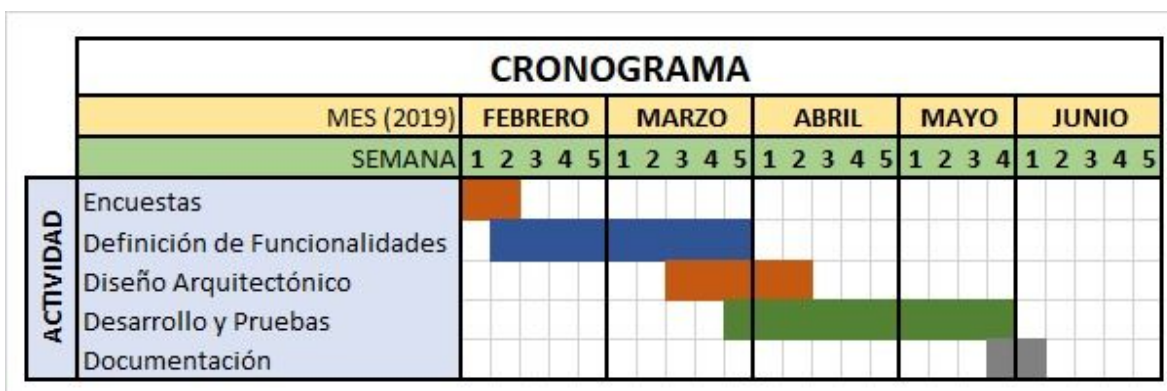 CRONOGRAMA
MES (2019) FEBRERO MARZO ABRIL MAYO JUNIO
SEMANA 1 2 3 4 5 1 2 3 4 5 1 2 3 4 5 1 2 3 4 1 2 3 4 5
ACTIVIDAD
Encuestas
Definición de Funcionalidades
Diseño Arquitectónico
Desarrollo y Pruebas
Documentación